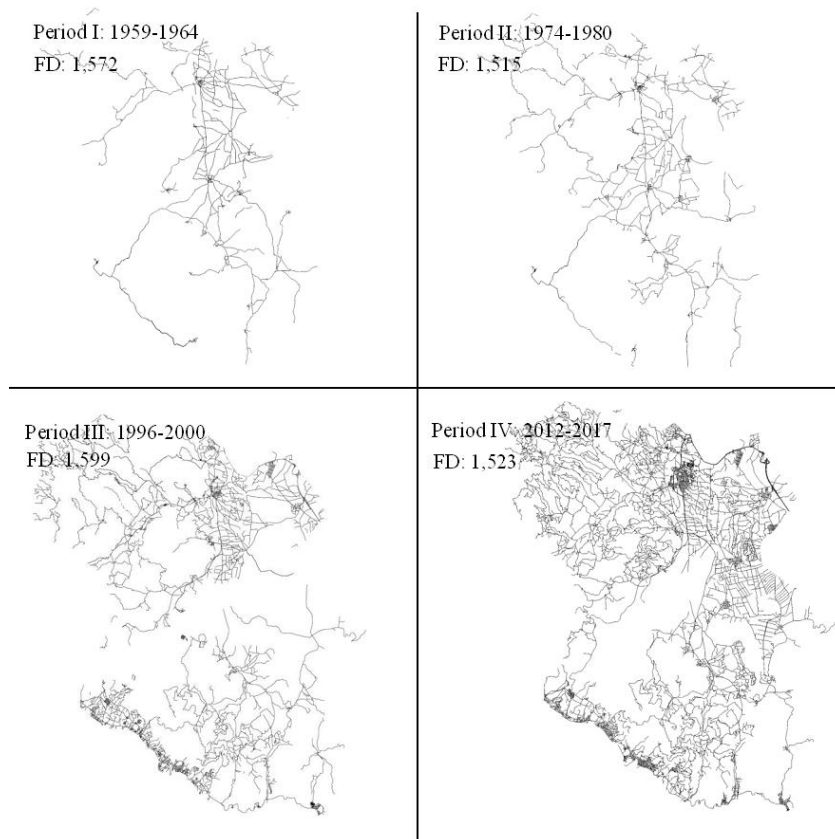 Period I: 1959-1964
FD: 1,572
Period II: 1974-1980
FD: 1,515
Period III: 1996-2000
FD: 1,599
Period IV: 2012-2017
FD: 1,523